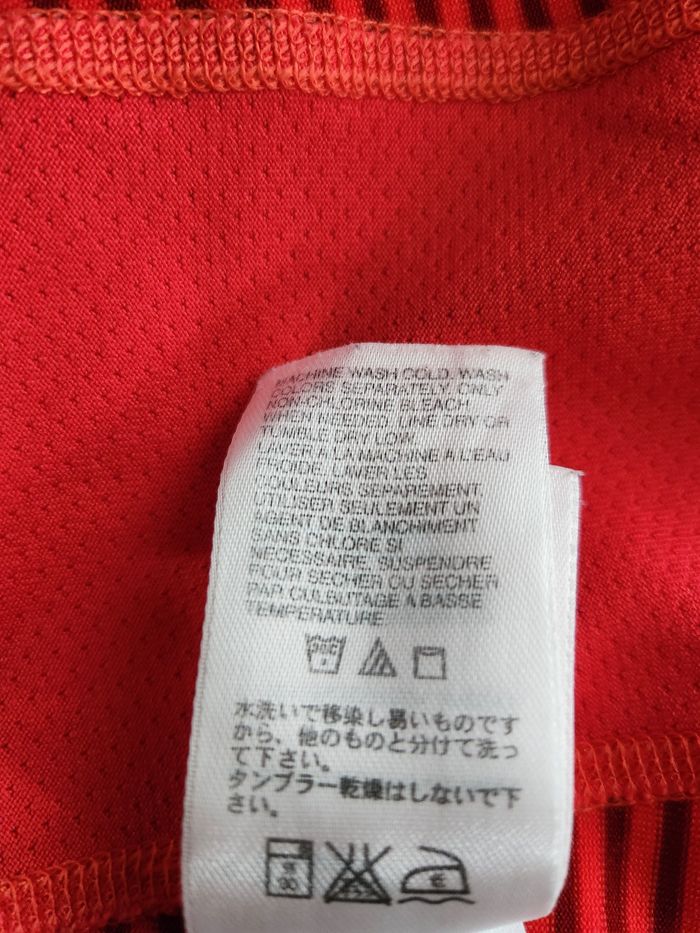 MACHINE WASH COLD. WASH
COLORS SEPARATELY. ONLY
NON-CHLORINE BLEACH
WHEN NEEDED. LINE DRY OR
TUMBLE DRY LOW.
LAVER A LA MACHINE A L'EAU
FROIDE. LAVER LES
COULEURS SEPAREMENT.
UTILISER SEULEMENT UN
AGENT DE BLANCHIMENT
SANS CHLORE SI
NECESSAIRE. SUSPENDRE
POUR SECHER OU SECHER
PAR CULBUTAGE A BASSE
TEMPERATURE
30C
水洗いで移染し易いものです
から、他のものと分けて洗っ
て下さい。
タンブラー乾燥はしないで下
さい。